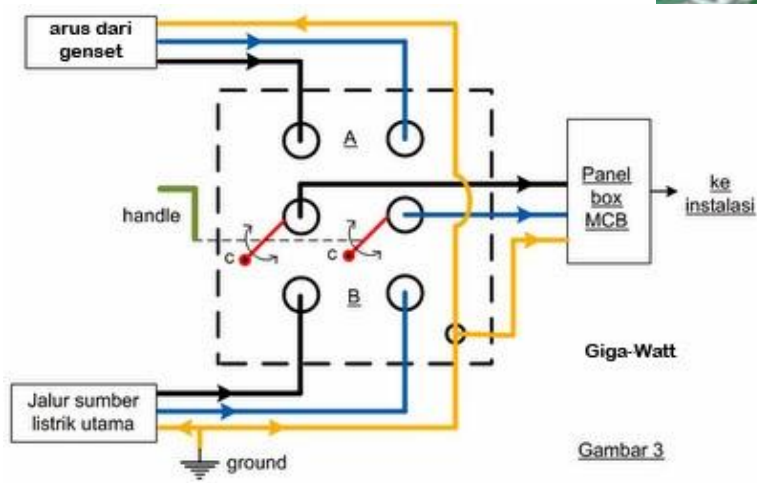 arus dari
genset
A
Panel
box
MCB
ke
instalasi
handle
c
c
B
Giga-Watt
Jalur sumber
listrik utama
ground
Gambar 3